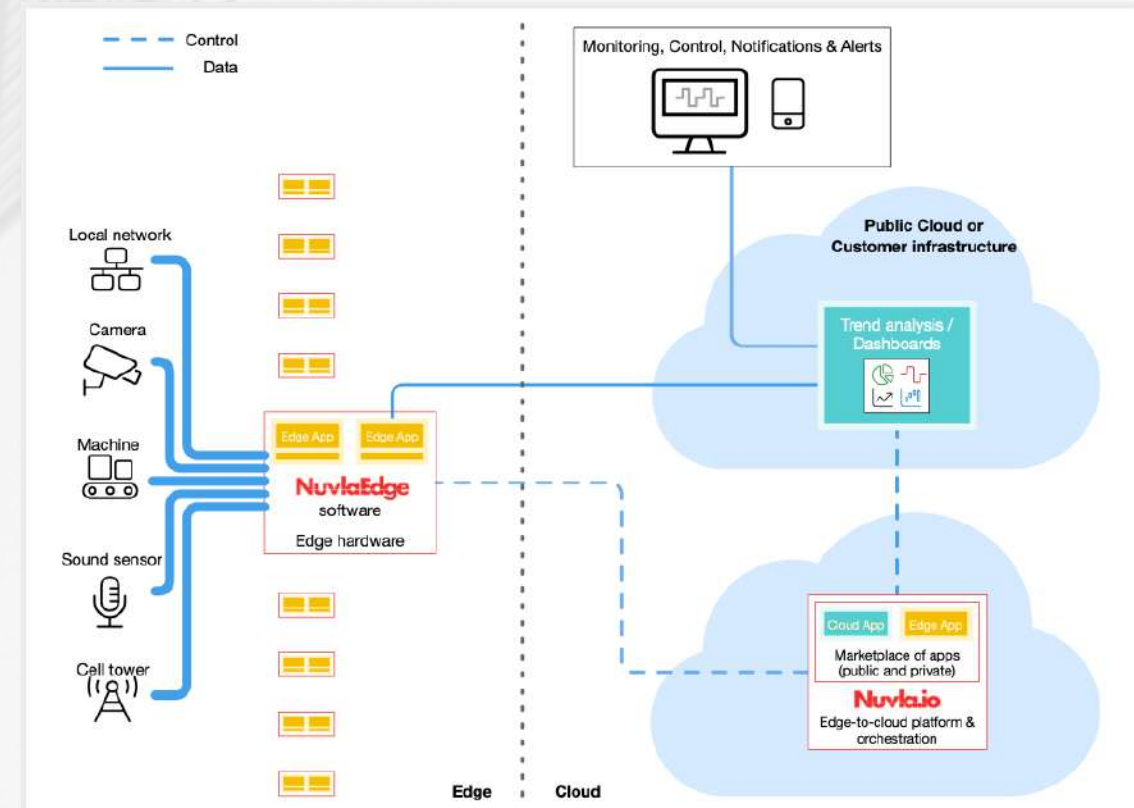 Control
Data
Monitoring, Control, Notifications & Alerts
Local network
Camera
Machine
Sound sensor
Cell tower
Edge App
Edge App
NuvlaEdge
software
Edge hardware
Public Cloud or
Customer infrastructure
Trend analysis /
Dashboards
Cloud App
Edge App
Marketplace of apps
(public and private)
Nuvla.io
Edge-to-cloud platform &
orchestration
Edge
Cloud